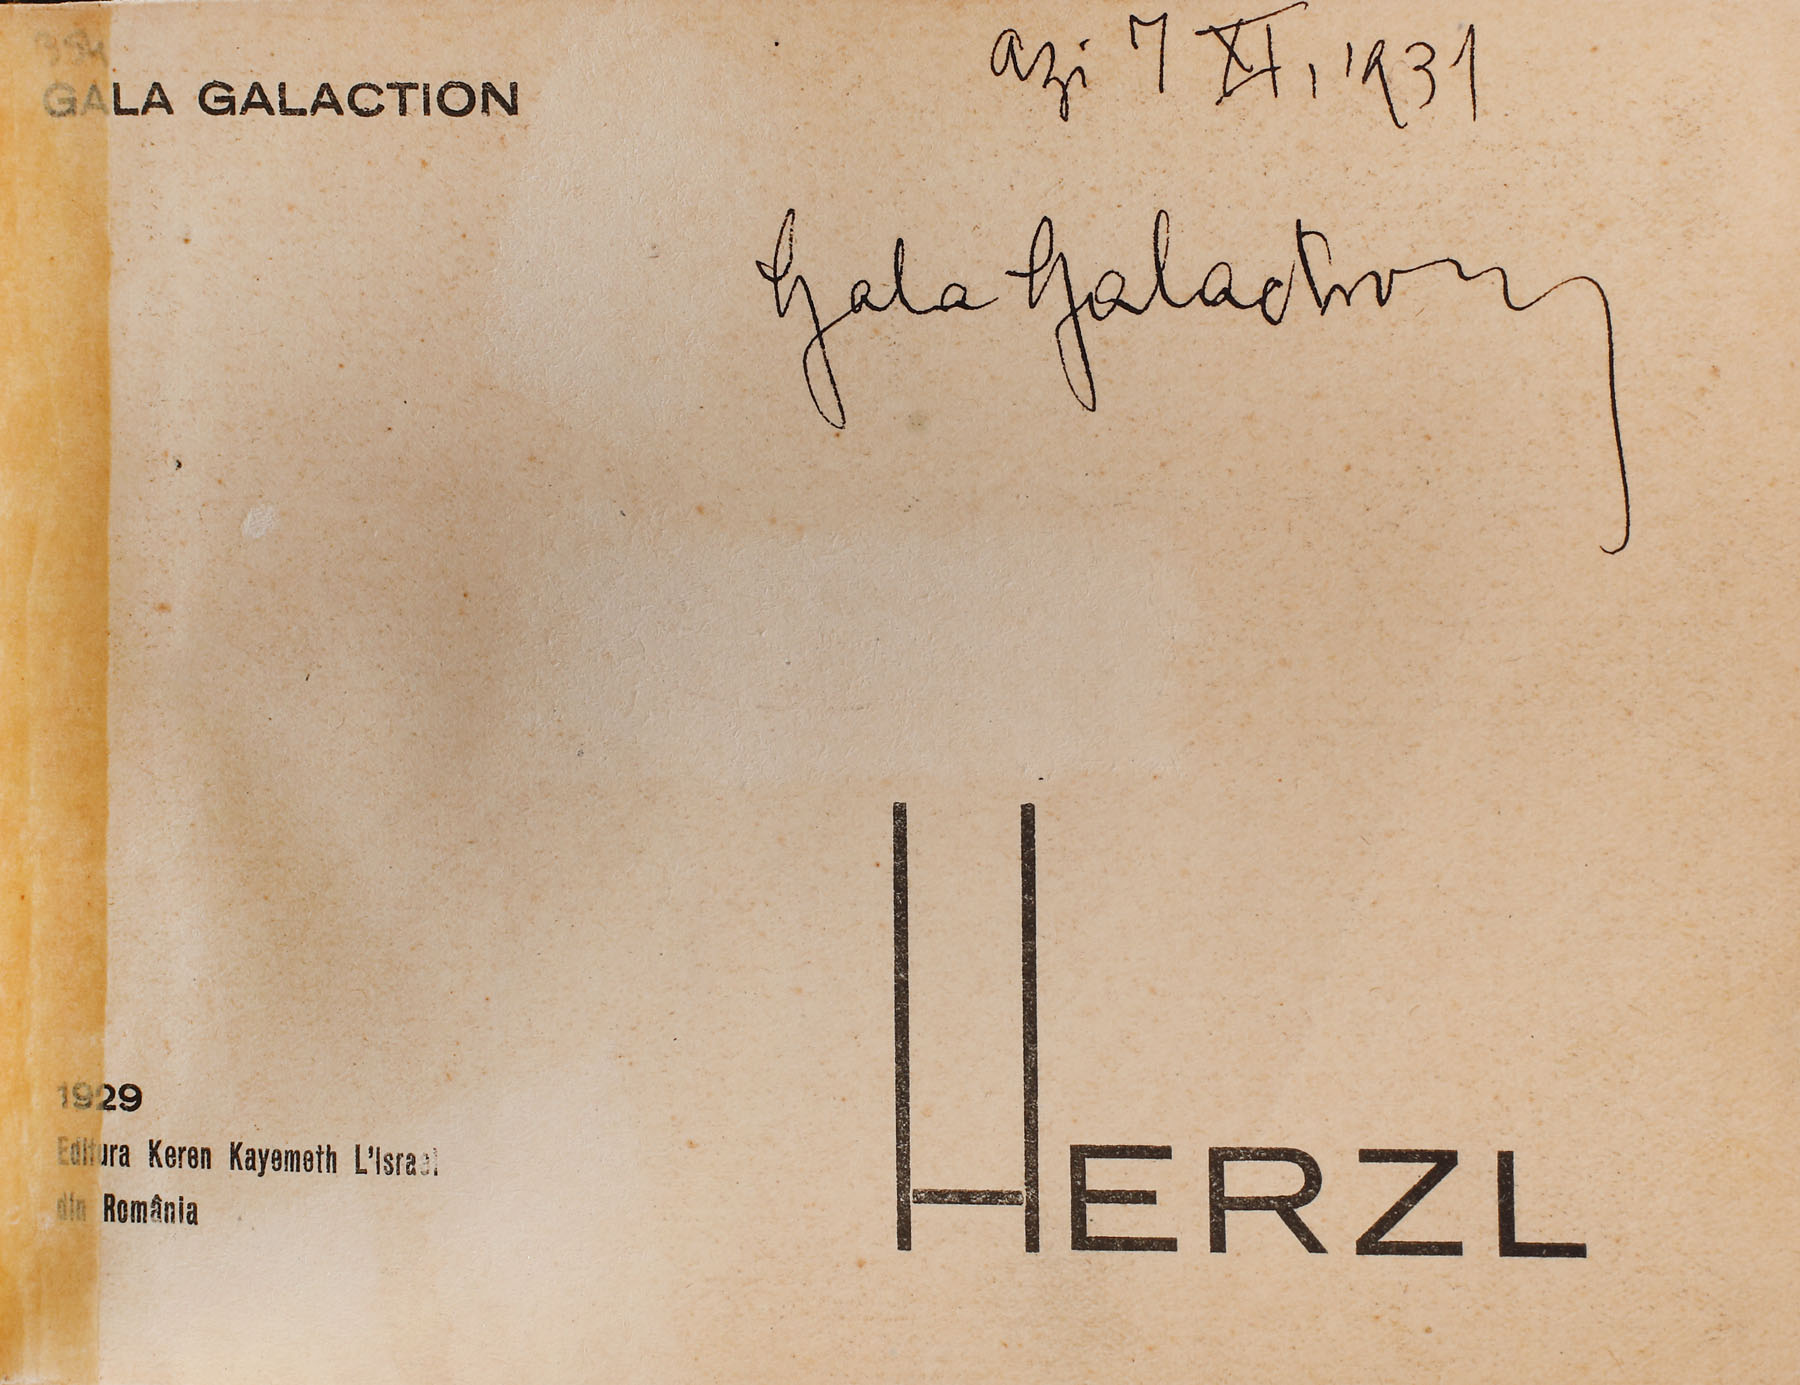 GALA GALACTION
azi 7 XI, 1931
Gala Galaction
HERZL
1929
Editura Keren Kayemeth L'Israel
din România